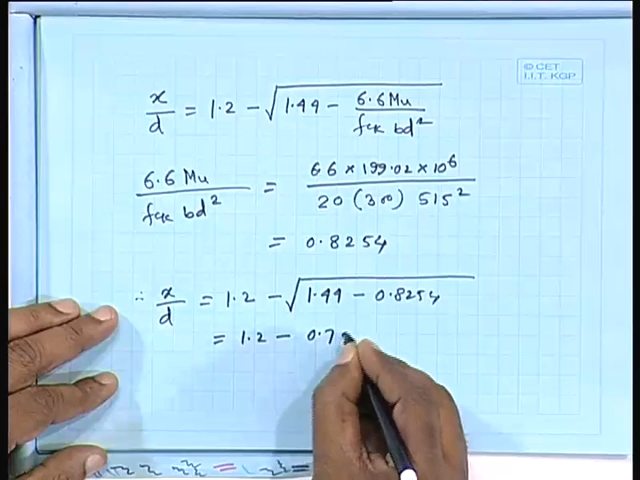 © CET
I.I.T. KGP
x/d = 1.2 - √(1.44 - 6.6 Mu / fck bd²)
6.6 Mu / fck bd² = 6.6 × 199.02 × 10⁶ / 20 (300) 515²
= 0.8254
∴ x/d = 1.2 - √(1.44 - 0.8254)
= 1.2 - 0.7